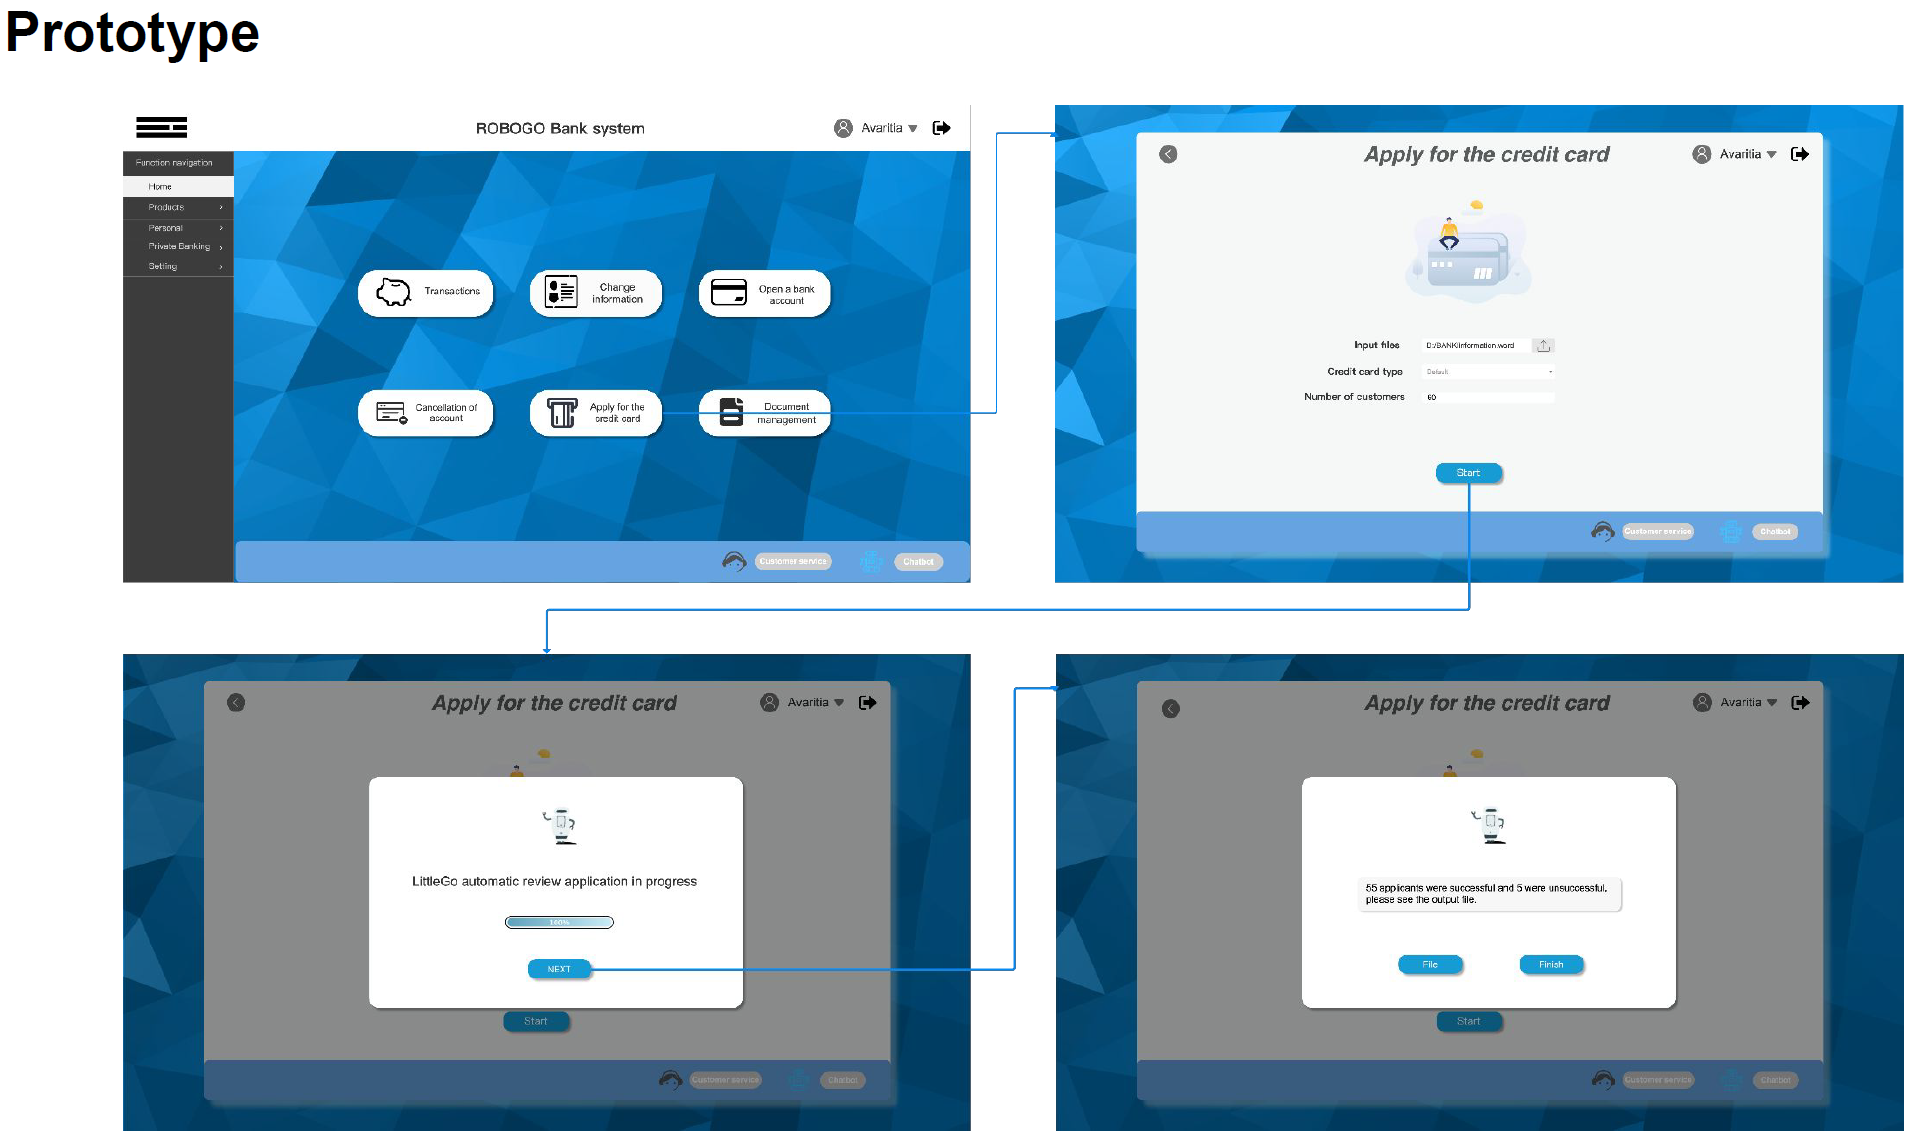 Prototype
ROBOGO Bank system
Avaritia
Function navigation
Home
Products
Personal
Private Banking
Setting
Transactions
Change
information
Open a bank
account
Cancellation of
account
Apply for the
credit card
Document
management
Customer service
Chatbot
Apply for the credit card
Avaritia
Input files
D:/BANK/information.word
Credit card type
Default
Number of customers
60
Start
Customer service
Chatbot
Apply for the credit card
Avaritia
LittleGo automatic review application in progress
100%
NEXT
Start
Customer service
Chatbot
Apply for the credit card
Avaritia
55 applicants were successful and 5 were unsuccessful,
please see the output file.
File
Finish
Start
Customer service
Chatbot